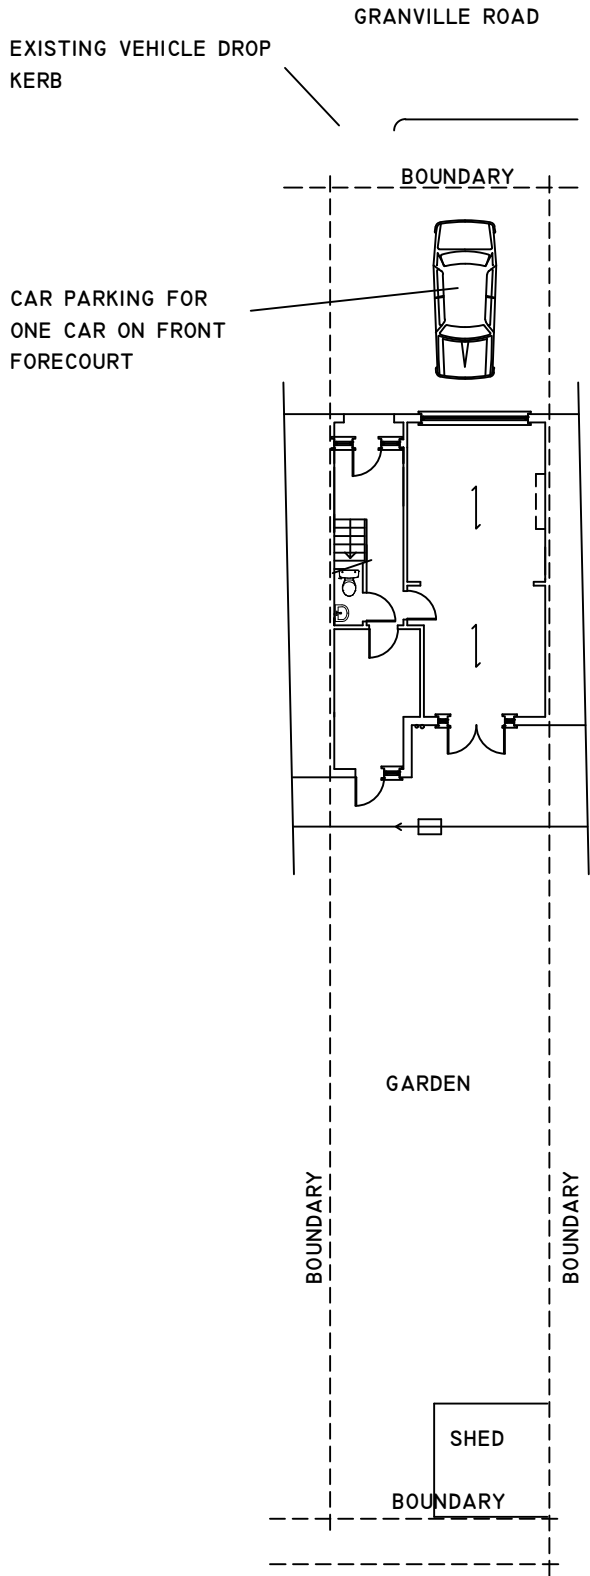 GRANVILLE ROAD
EXISTING VEHICLE DROP
KERB
BOUNDARY
CAR PARKING FOR
ONE CAR ON FRONT
FORECOURT
GARDEN
BOUNDARY
BOUNDARY
SHED
BOUNDARY